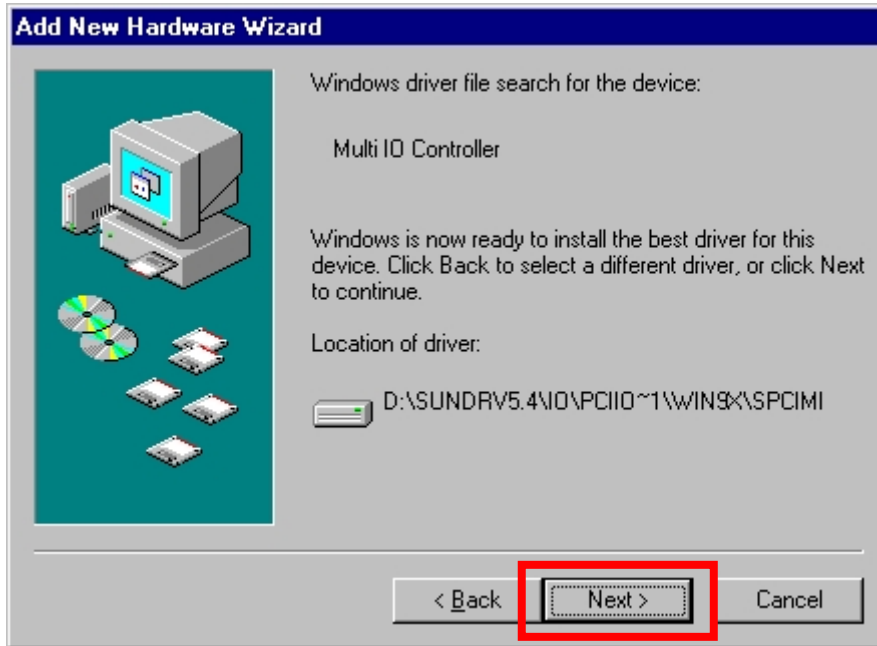 Add New Hardware Wizard
Windows driver file search for the device:
Multi IO Controller
Windows is now ready to install the best driver for this
device. Click Back to select a different driver, or click Next
to continue.
Location of driver:
D:\SUNDRV5.4\IO\PCIIO~1\WIN9X\SPCIMI
< Back
Next >
Cancel